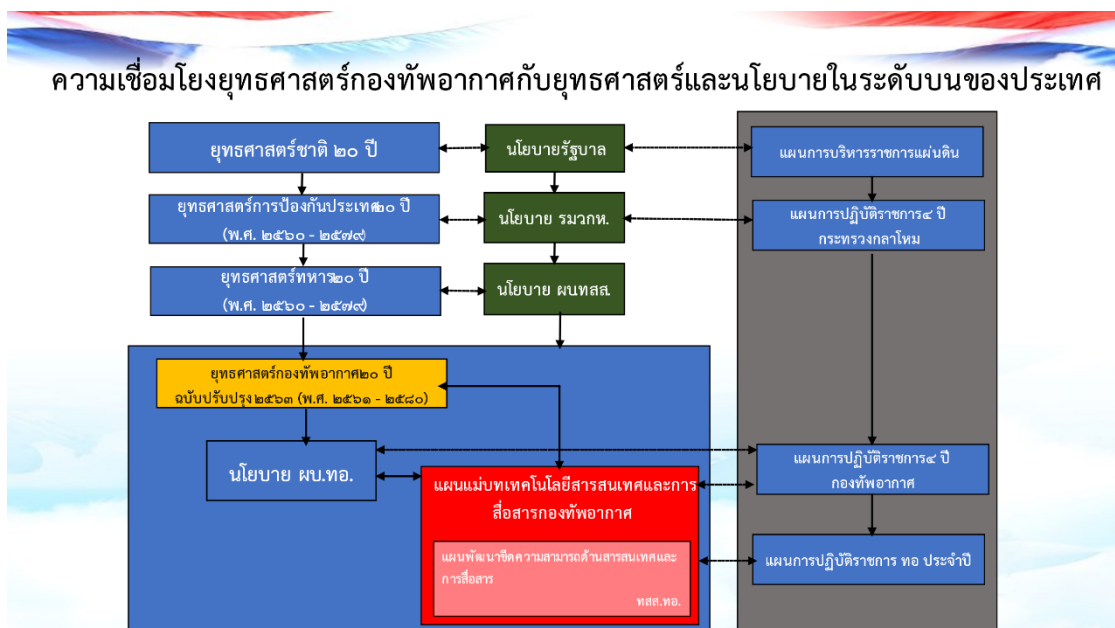 ความเชื่อมโยงยุทธศาสตร์กองทัพอากาศกับยุทธศาสตร์และนโยบายในระดับบนของประเทศ
ยุทธศาสตร์ชาติ ๒๐ ปี
นโยบายรัฐบาล
แผนการบริหารราชการแผ่นดิน
ยุทธศาสตร์การป้องกันประเทศ๒๐ ปี
(พ.ศ. ๒๕๖๐ - ๒๕๗๙)
นโยบาย รมวกห.
แผนการปฏิบัติราชการ๔ ปี
กระทรวงกลาโหม
ยุทธศาสตร์ทหาร๒๐ ปี
(พ.ศ. ๒๕๖๐ - ๒๕๗๙)
นโยบาย ผบทสส.
ยุทธศาสตร์กองทัพอากาศ๒๐ ปี
ฉบับปรับปรุง๒๕๖๓ (พ.ศ. ๒๕๖๑ - ๒๕๘๐)
นโยบาย ผบ.ทอ.
แผนการปฏิบัติราชการ๔ ปี
กองทัพอากาศ
แผนแม่บทเทคโนโลยีสารสนเทศและการ
สื่อสารกองทัพอากาศ
แผนพัฒนาขีดความสามารถด้านสารสนเทศและ
การสื่อสาร
ทสส.ทอ.
แผนการปฏิบัติราชการ ทอ ประจำปี